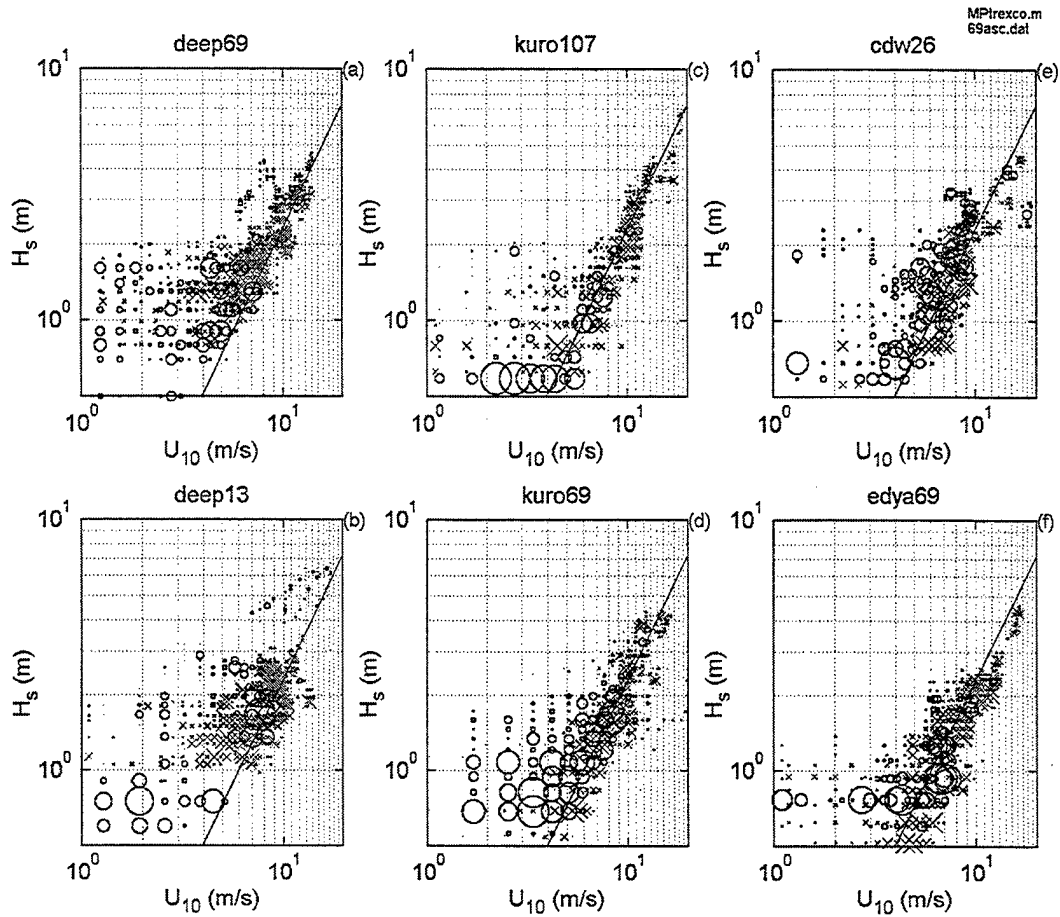 MPIrexco.m
69asc.dat
deep69
kuro107
cdw26
10^1
(a)
10^1
(c)
10^1
(e)
H_s (m)
H_s (m)
H_s (m)
10^0
10^0
10^0
10^0
10^1
10^0
10^1
10^0
10^1
U_10 (m/s)
U_10 (m/s)
U_10 (m/s)
deep13
kuro69
edya69
10^1
(b)
10^1
(d)
10^1
(f)
H_s (m)
H_s (m)
H_s (m)
10^0
10^0
10^0
10^0
10^1
10^0
10^1
10^0
10^1
U_10 (m/s)
U_10 (m/s)
U_10 (m/s)